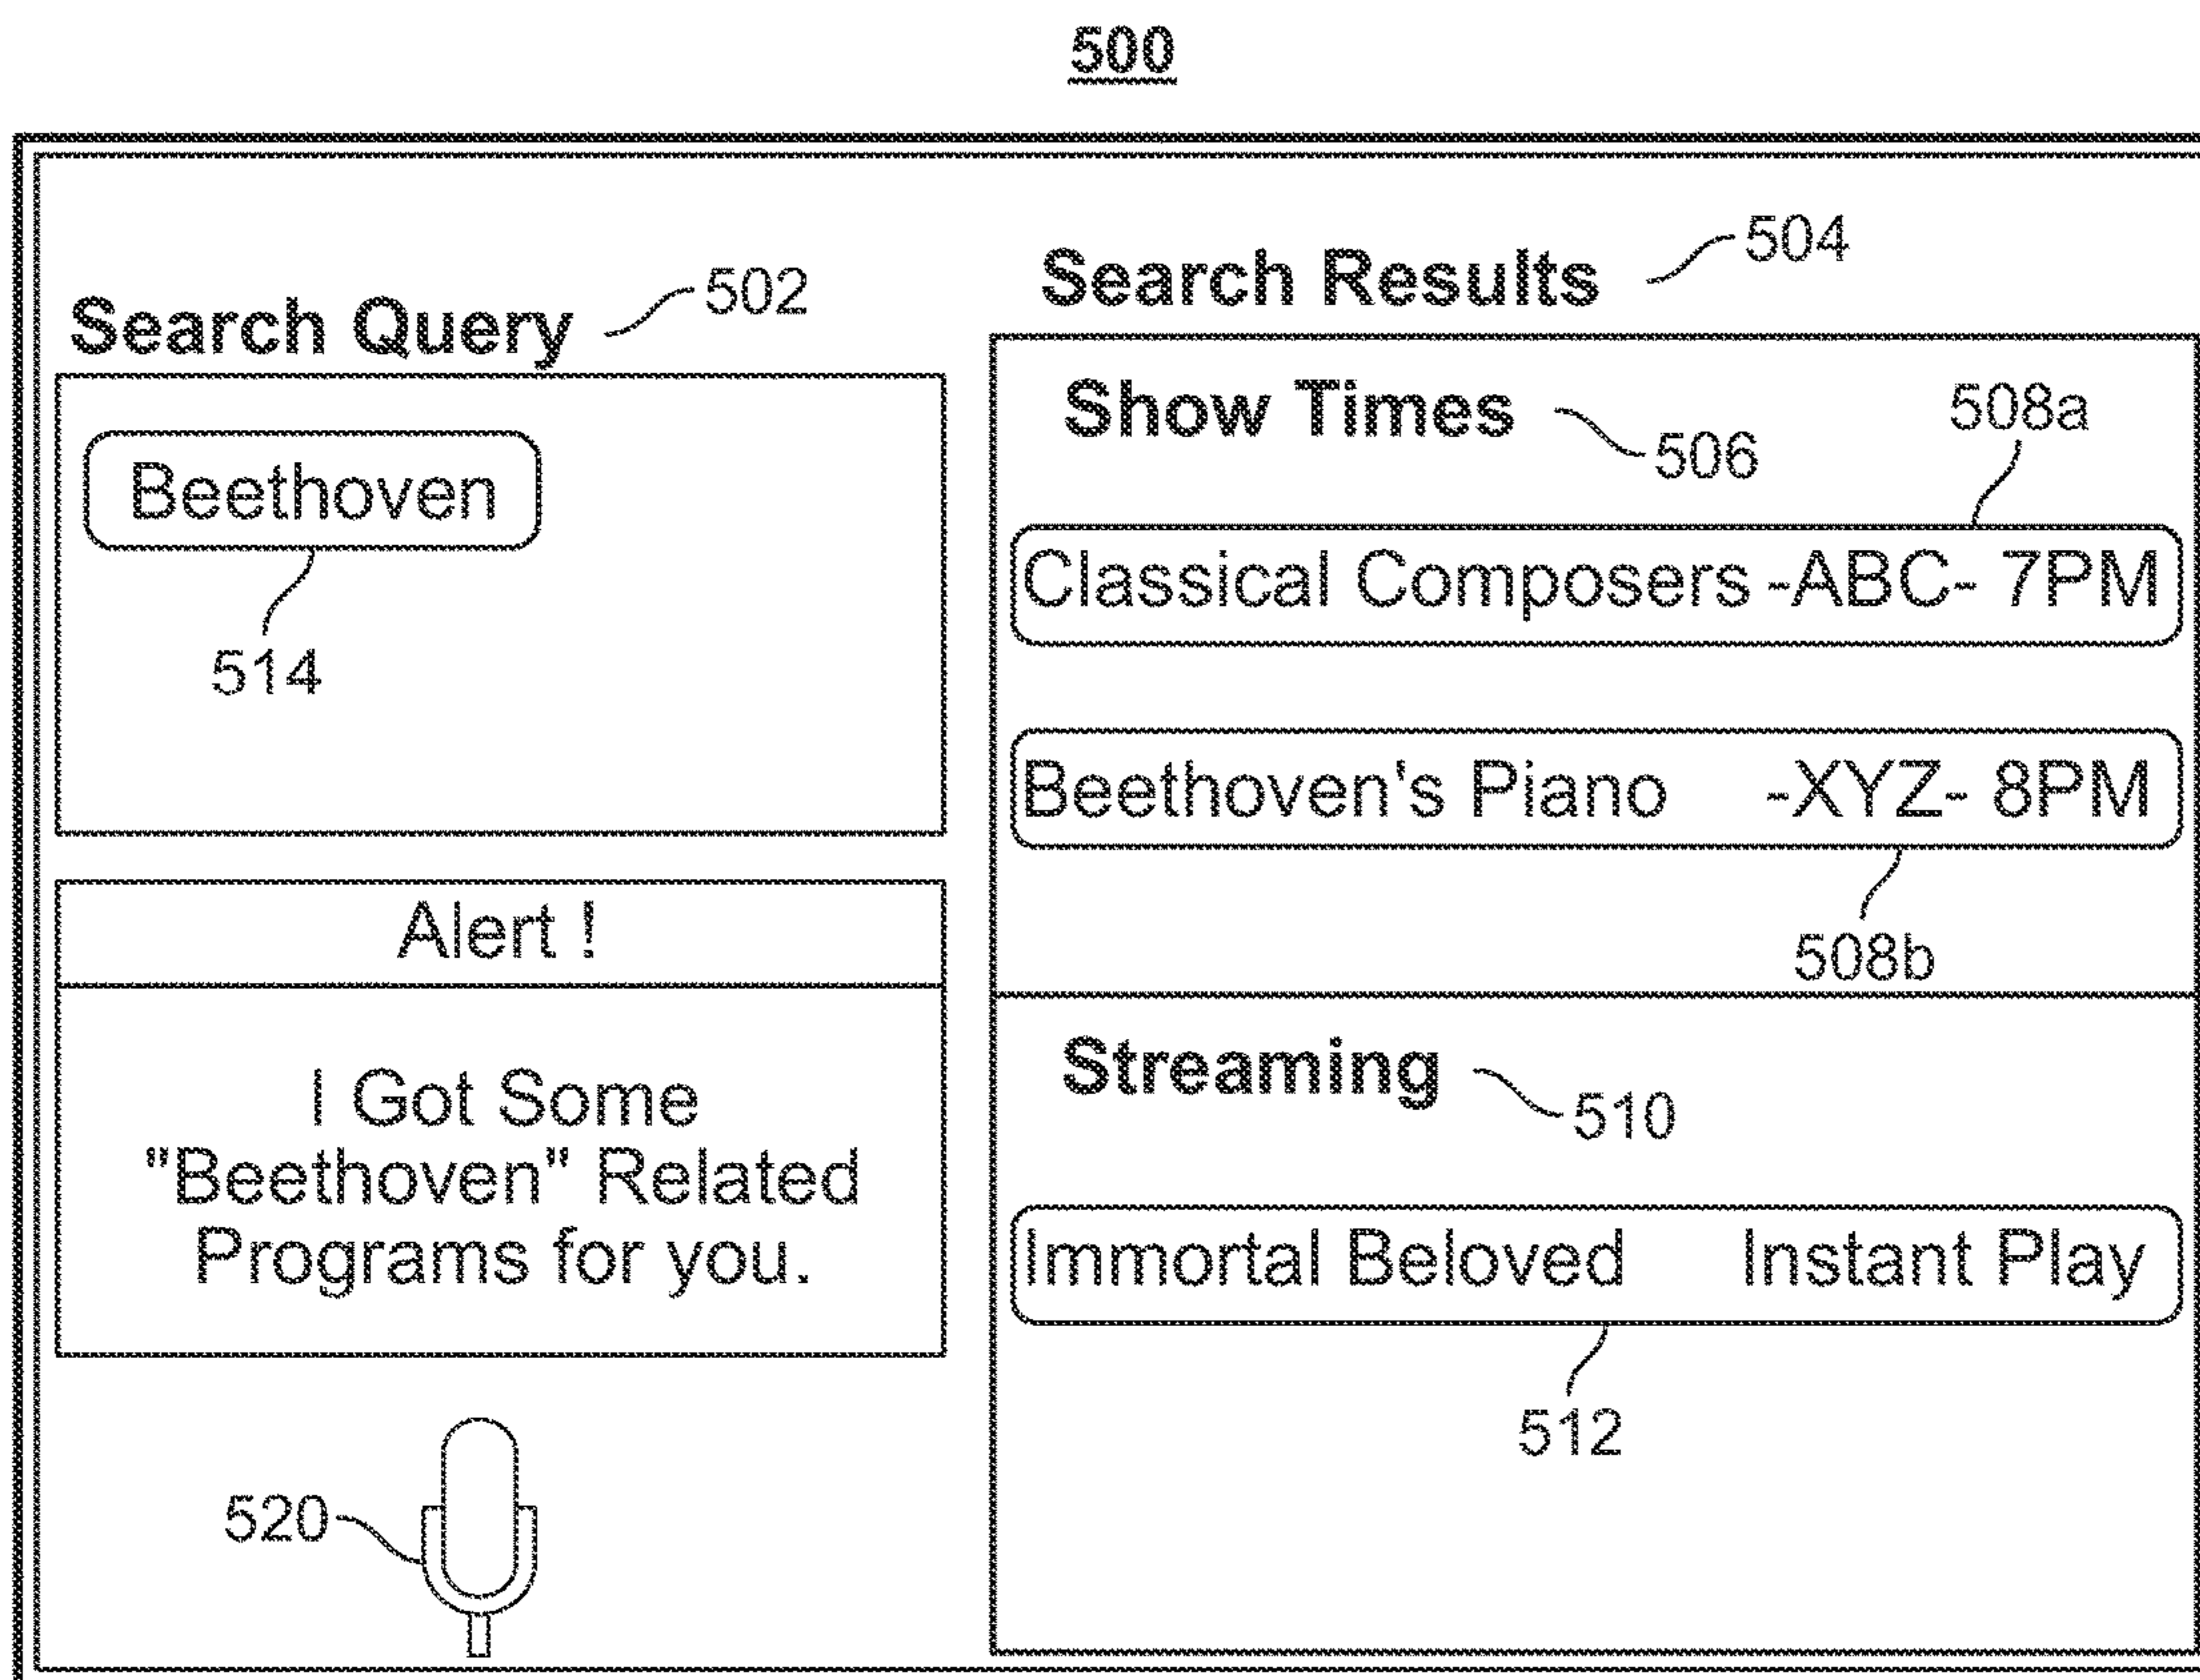 500
Search Query 502
Beethoven
514
Alert !
I Got Some
"Beethoven" Related
Programs for you.
520
Search Results 504
Show Times 506
508a
Classical Composers -ABC- 7PM
Beethoven's Piano -XYZ- 8PM
508b
Streaming 510
Immortal Beloved Instant Play
512